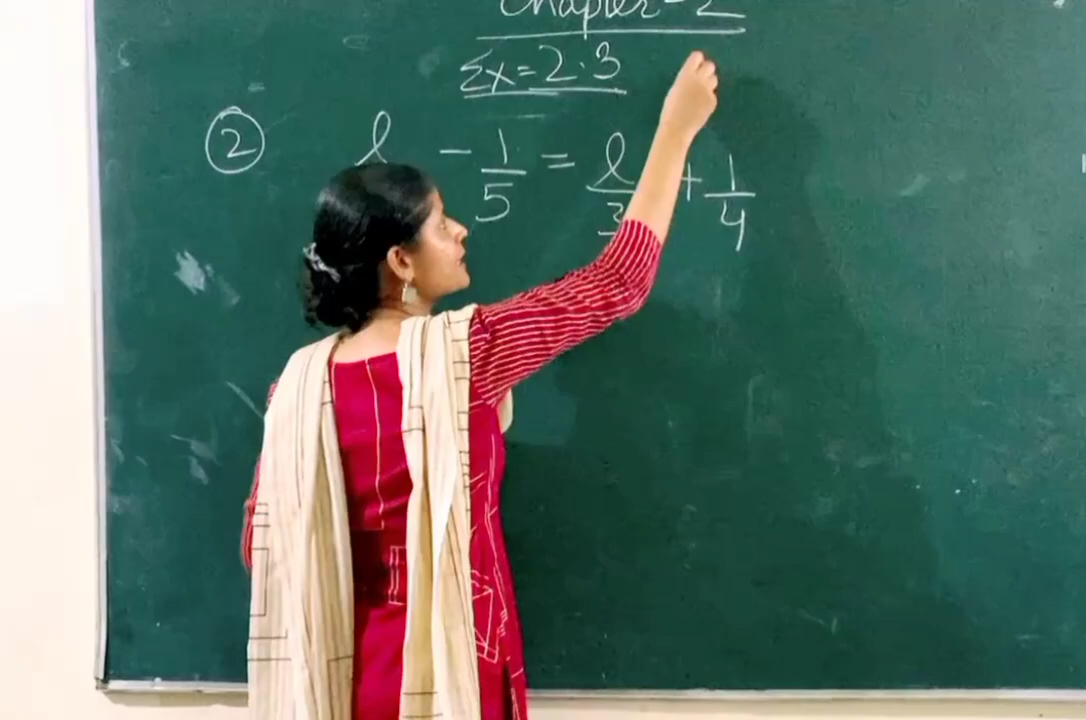 Chapter-2
Ex=2.3
2 l - 1/5 = l/3 + 1/4